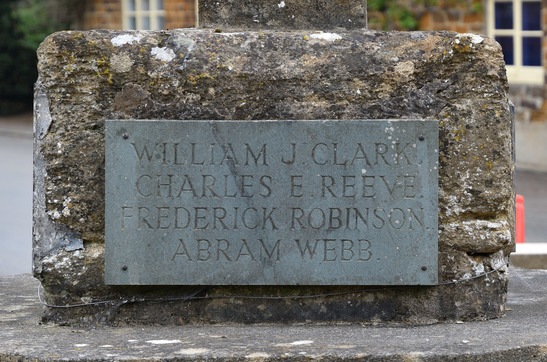 WILLIAM J. CLARK.
CHARLES E. REEVE.
FREDERICK ROBINSON.
ABRAM WEBB.